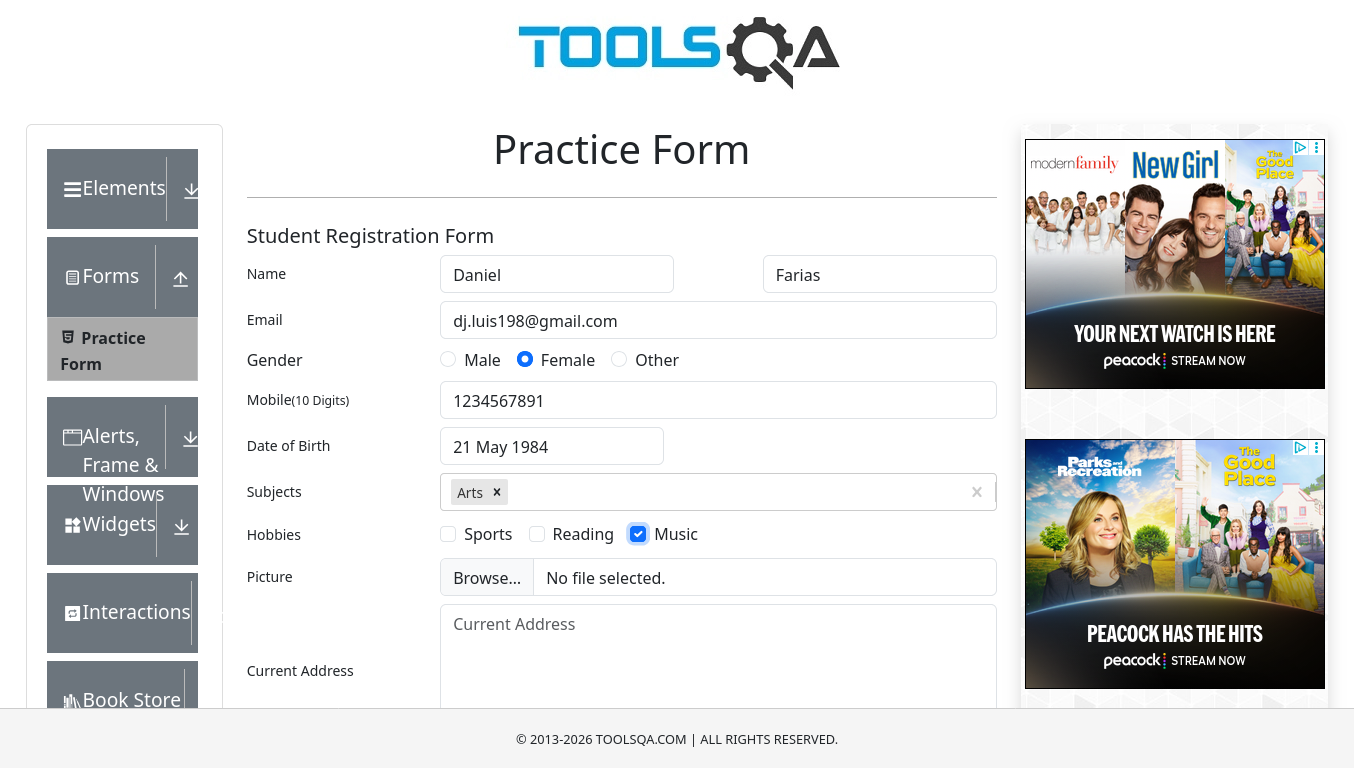 TOOLSQA
Practice Form
Elements
Forms
Practice
Form
Alerts,
Frame &
Windows
Widgets
Interactions
Book Store
Student Registration Form
Name
Daniel
Farias
Email
dj.luis198@gmail.com
Gender
Male
Female
Other
Mobile(10 Digits)
1234567891
Date of Birth
21 May 1984
Subjects
Arts
Hobbies
Sports
Reading
Music
Picture
Browse...
No file selected.
Current Address
Current Address
modern family
New Girl
The
Good
Place
YOUR NEXT WATCH IS HERE
peacock STREAM NOW
Parks and
Recreation
The
Good
Place
PEACOCK HAS THE HITS
peacock STREAM NOW
© 2013-2026 TOOLSQA.COM | ALL RIGHTS RESERVED.